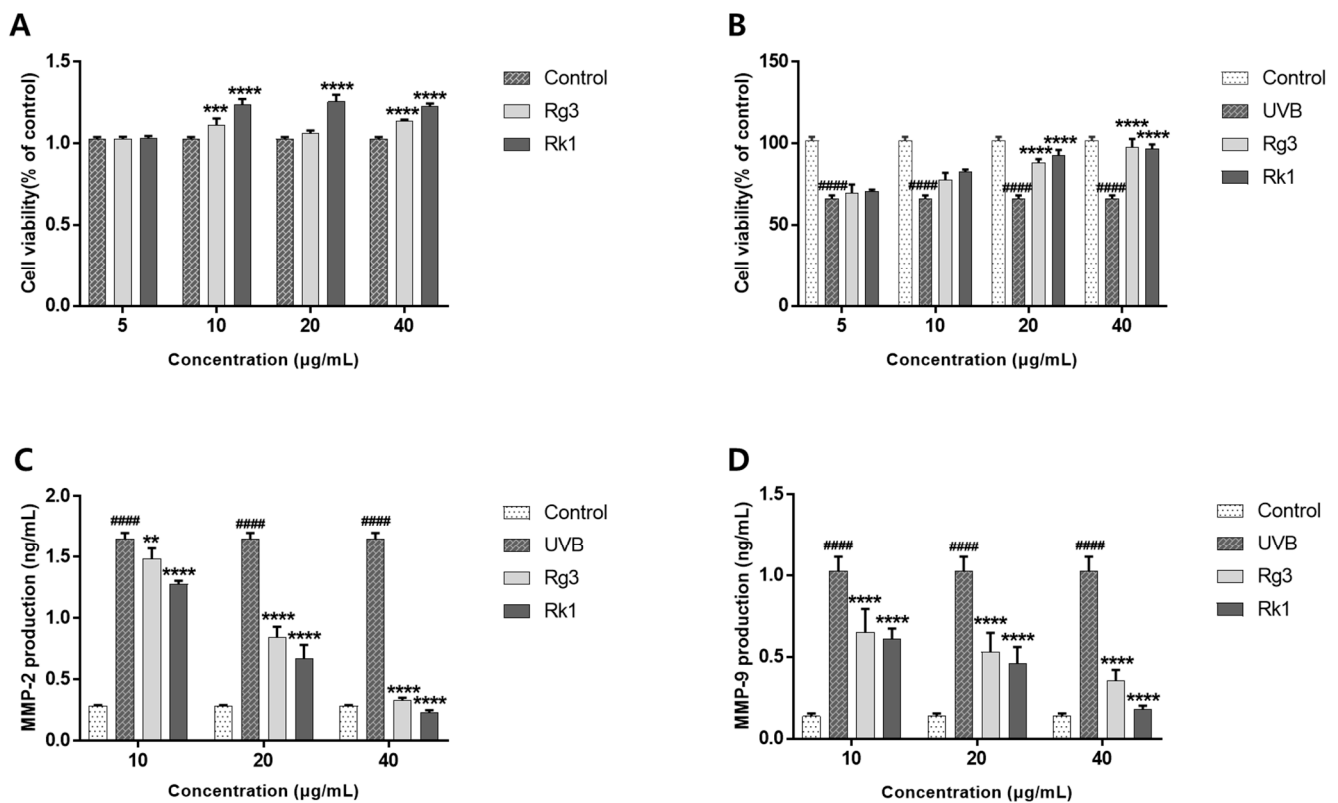 A
Cell viability(% of control)
1.5
1.0
0.5
0.0
*** ****
****
**** ****
5 10 20 40
Concentration (μg/mL)
Control
Rg3
Rk1
B
Cell viability(% of control)
150
100
50
0
####
####
#### **** ****
#### **** ****
5 10 20 40
Concentration (μg/mL)
Control
UVB
Rg3
Rk1
C
MMP-2 production (ng/mL)
2.0
1.5
1.0
0.5
0.0
#### ** ****
#### **** ****
#### **** ****
10 20 40
Concentration (μg/mL)
Control
UVB
Rg3
Rk1
D
MMP-9 production (ng/mL)
1.5
1.0
0.5
0.0
#### **** ****
#### **** ****
#### **** ****
10 20 40
Concentration (μg/mL)
Control
UVB
Rg3
Rk1